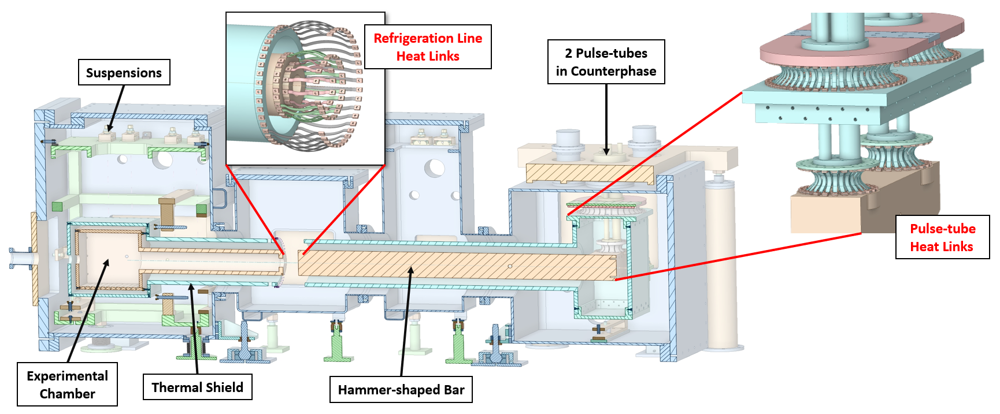 Refrigeration Line
Heat Links
2 Pulse-tubes
in Counterphase
Suspensions
Pulse-tube
Heat Links
Experimental
Chamber
Thermal Shield
Hammer-shaped Bar